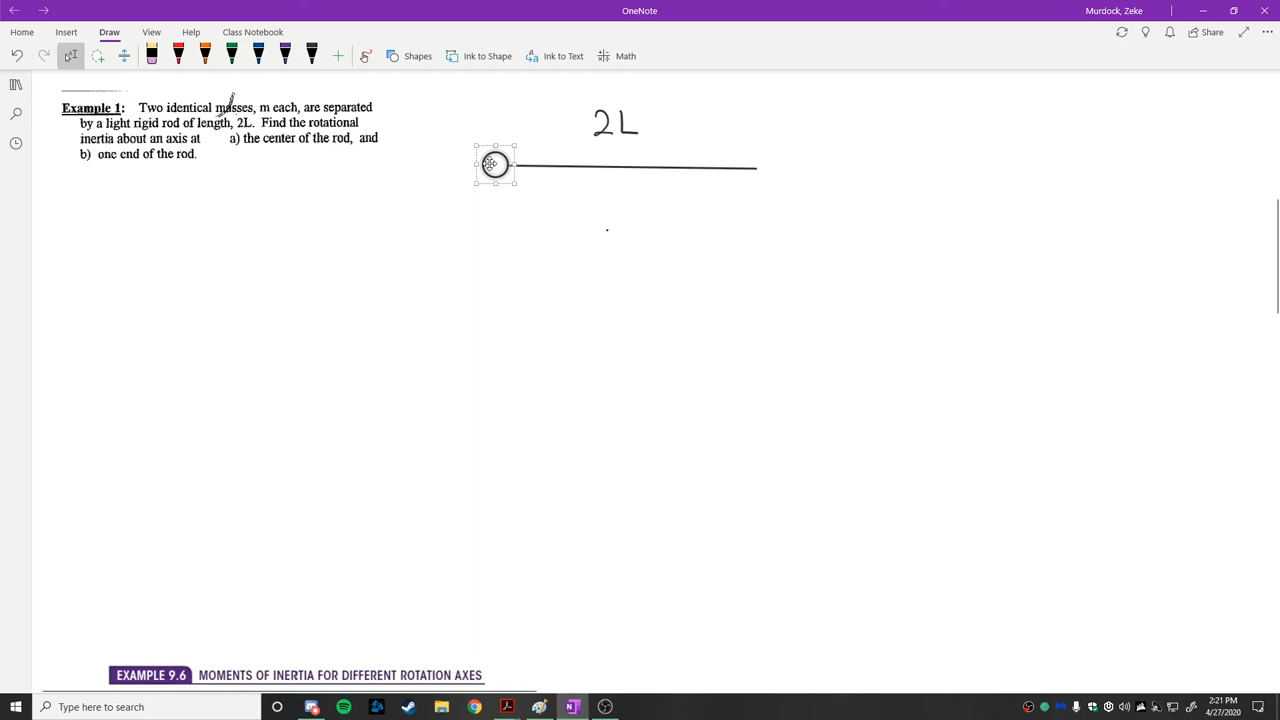 OneNote
Murdock, Zeke
Home Insert Draw View Help Class Notebook
Share
Shapes Ink to Shape Ink to Text Math
Example 1: Two identical masses, m each, are separated
by a light rigid rod of length, 2L. Find the rotational
inertia about an axis at a) the center of the rod, and
b) one end of the rod.
2L
EXAMPLE 9.6 MOMENTS OF INERTIA FOR DIFFERENT ROTATION AXES
Type here to search
2:21 PM
4/27/2020